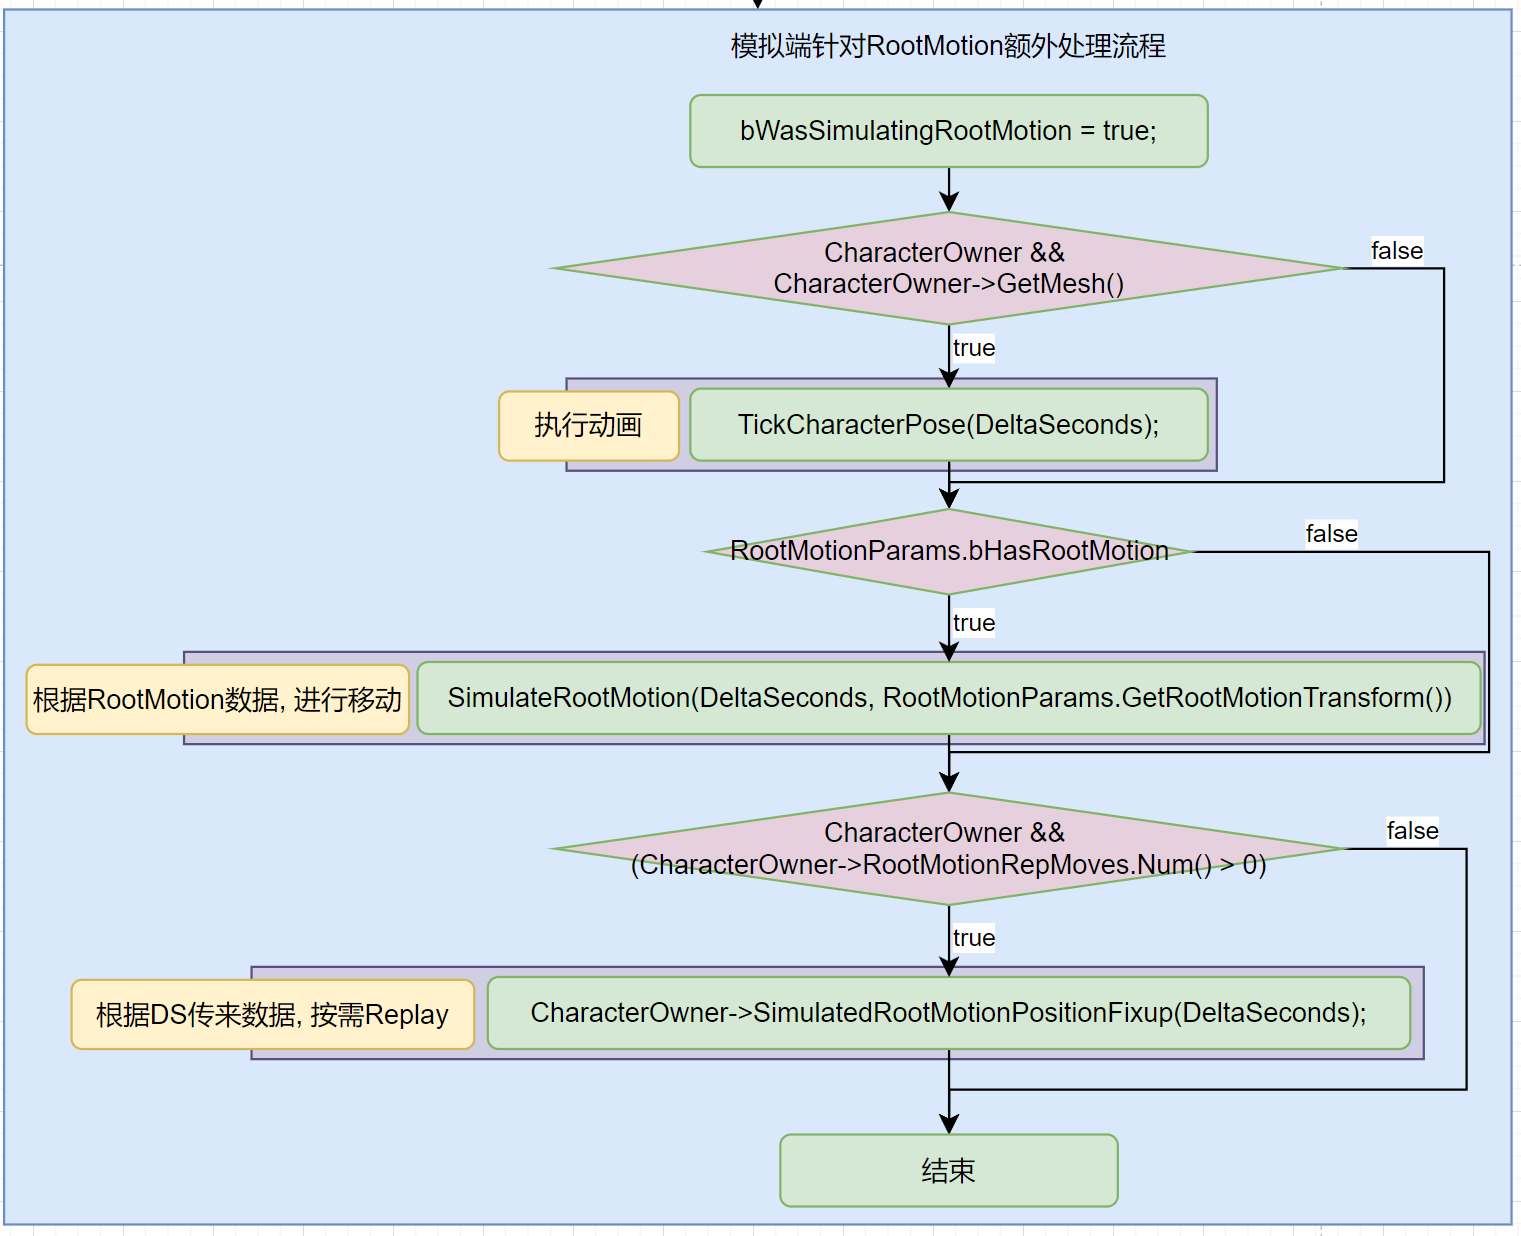 模拟端针对RootMotion额外处理流程
bWasSimulatingRootMotion = true;
CharacterOwner &&
CharacterOwner->GetMesh()
false
true
执行动画
TickCharacterPose(DeltaSeconds);
RootMotionParams.bHasRootMotion
false
true
根据RootMotion数据, 进行移动
SimulateRootMotion(DeltaSeconds, RootMotionParams.GetRootMotionTransform())
CharacterOwner &&
(CharacterOwner->RootMotionRepMoves.Num() > 0)
false
true
根据DS传来数据, 按需Replay
CharacterOwner->SimulatedRootMotionPositionFixup(DeltaSeconds);
结束